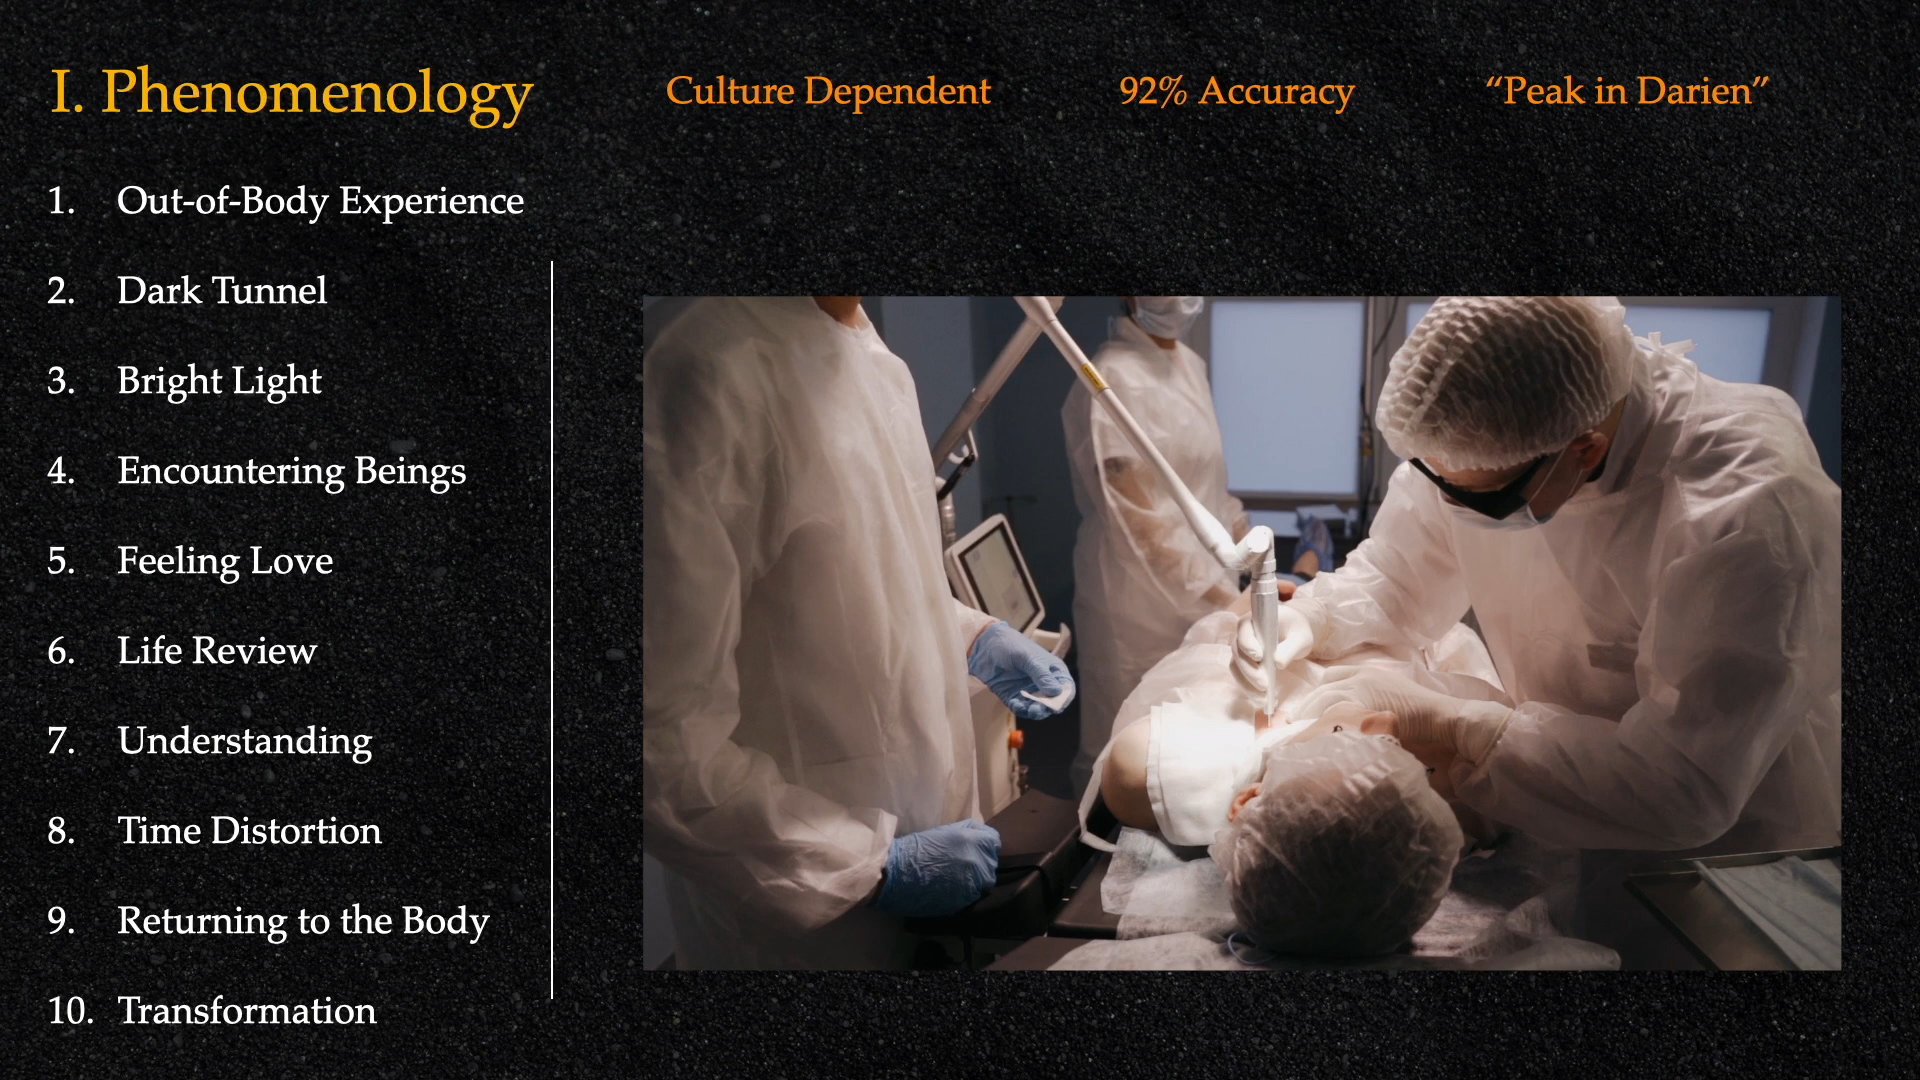 I. Phenomenology
Culture Dependent
92% Accuracy
“Peak in Darien”
1. Out-of-Body Experience
2. Dark Tunnel
3. Bright Light
4. Encountering Beings
5. Feeling Love
6. Life Review
7. Understanding
8. Time Distortion
9. Returning to the Body
10. Transformation